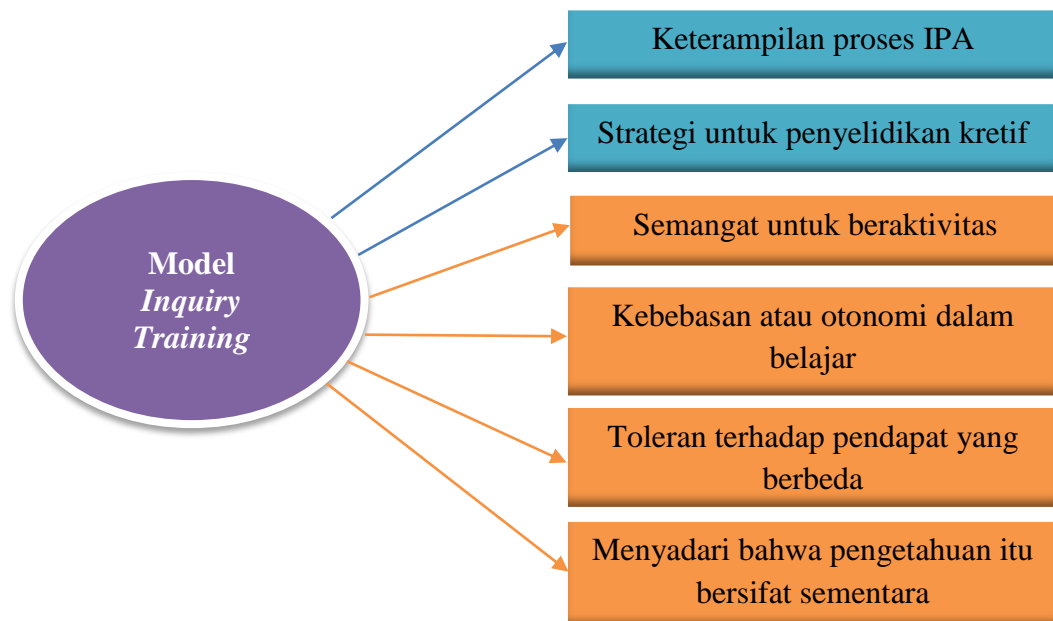 Keterampilan proses IPA
Strategi untuk penyelidikan kretif
Semangat untuk beraktivitas
Model
Inquiry
Training
Kebebasan atau otonomi dalam
belajar
Toleran terhadap pendapat yang
berbeda
Menyadari bahwa pengetahuan itu
bersifat sementara